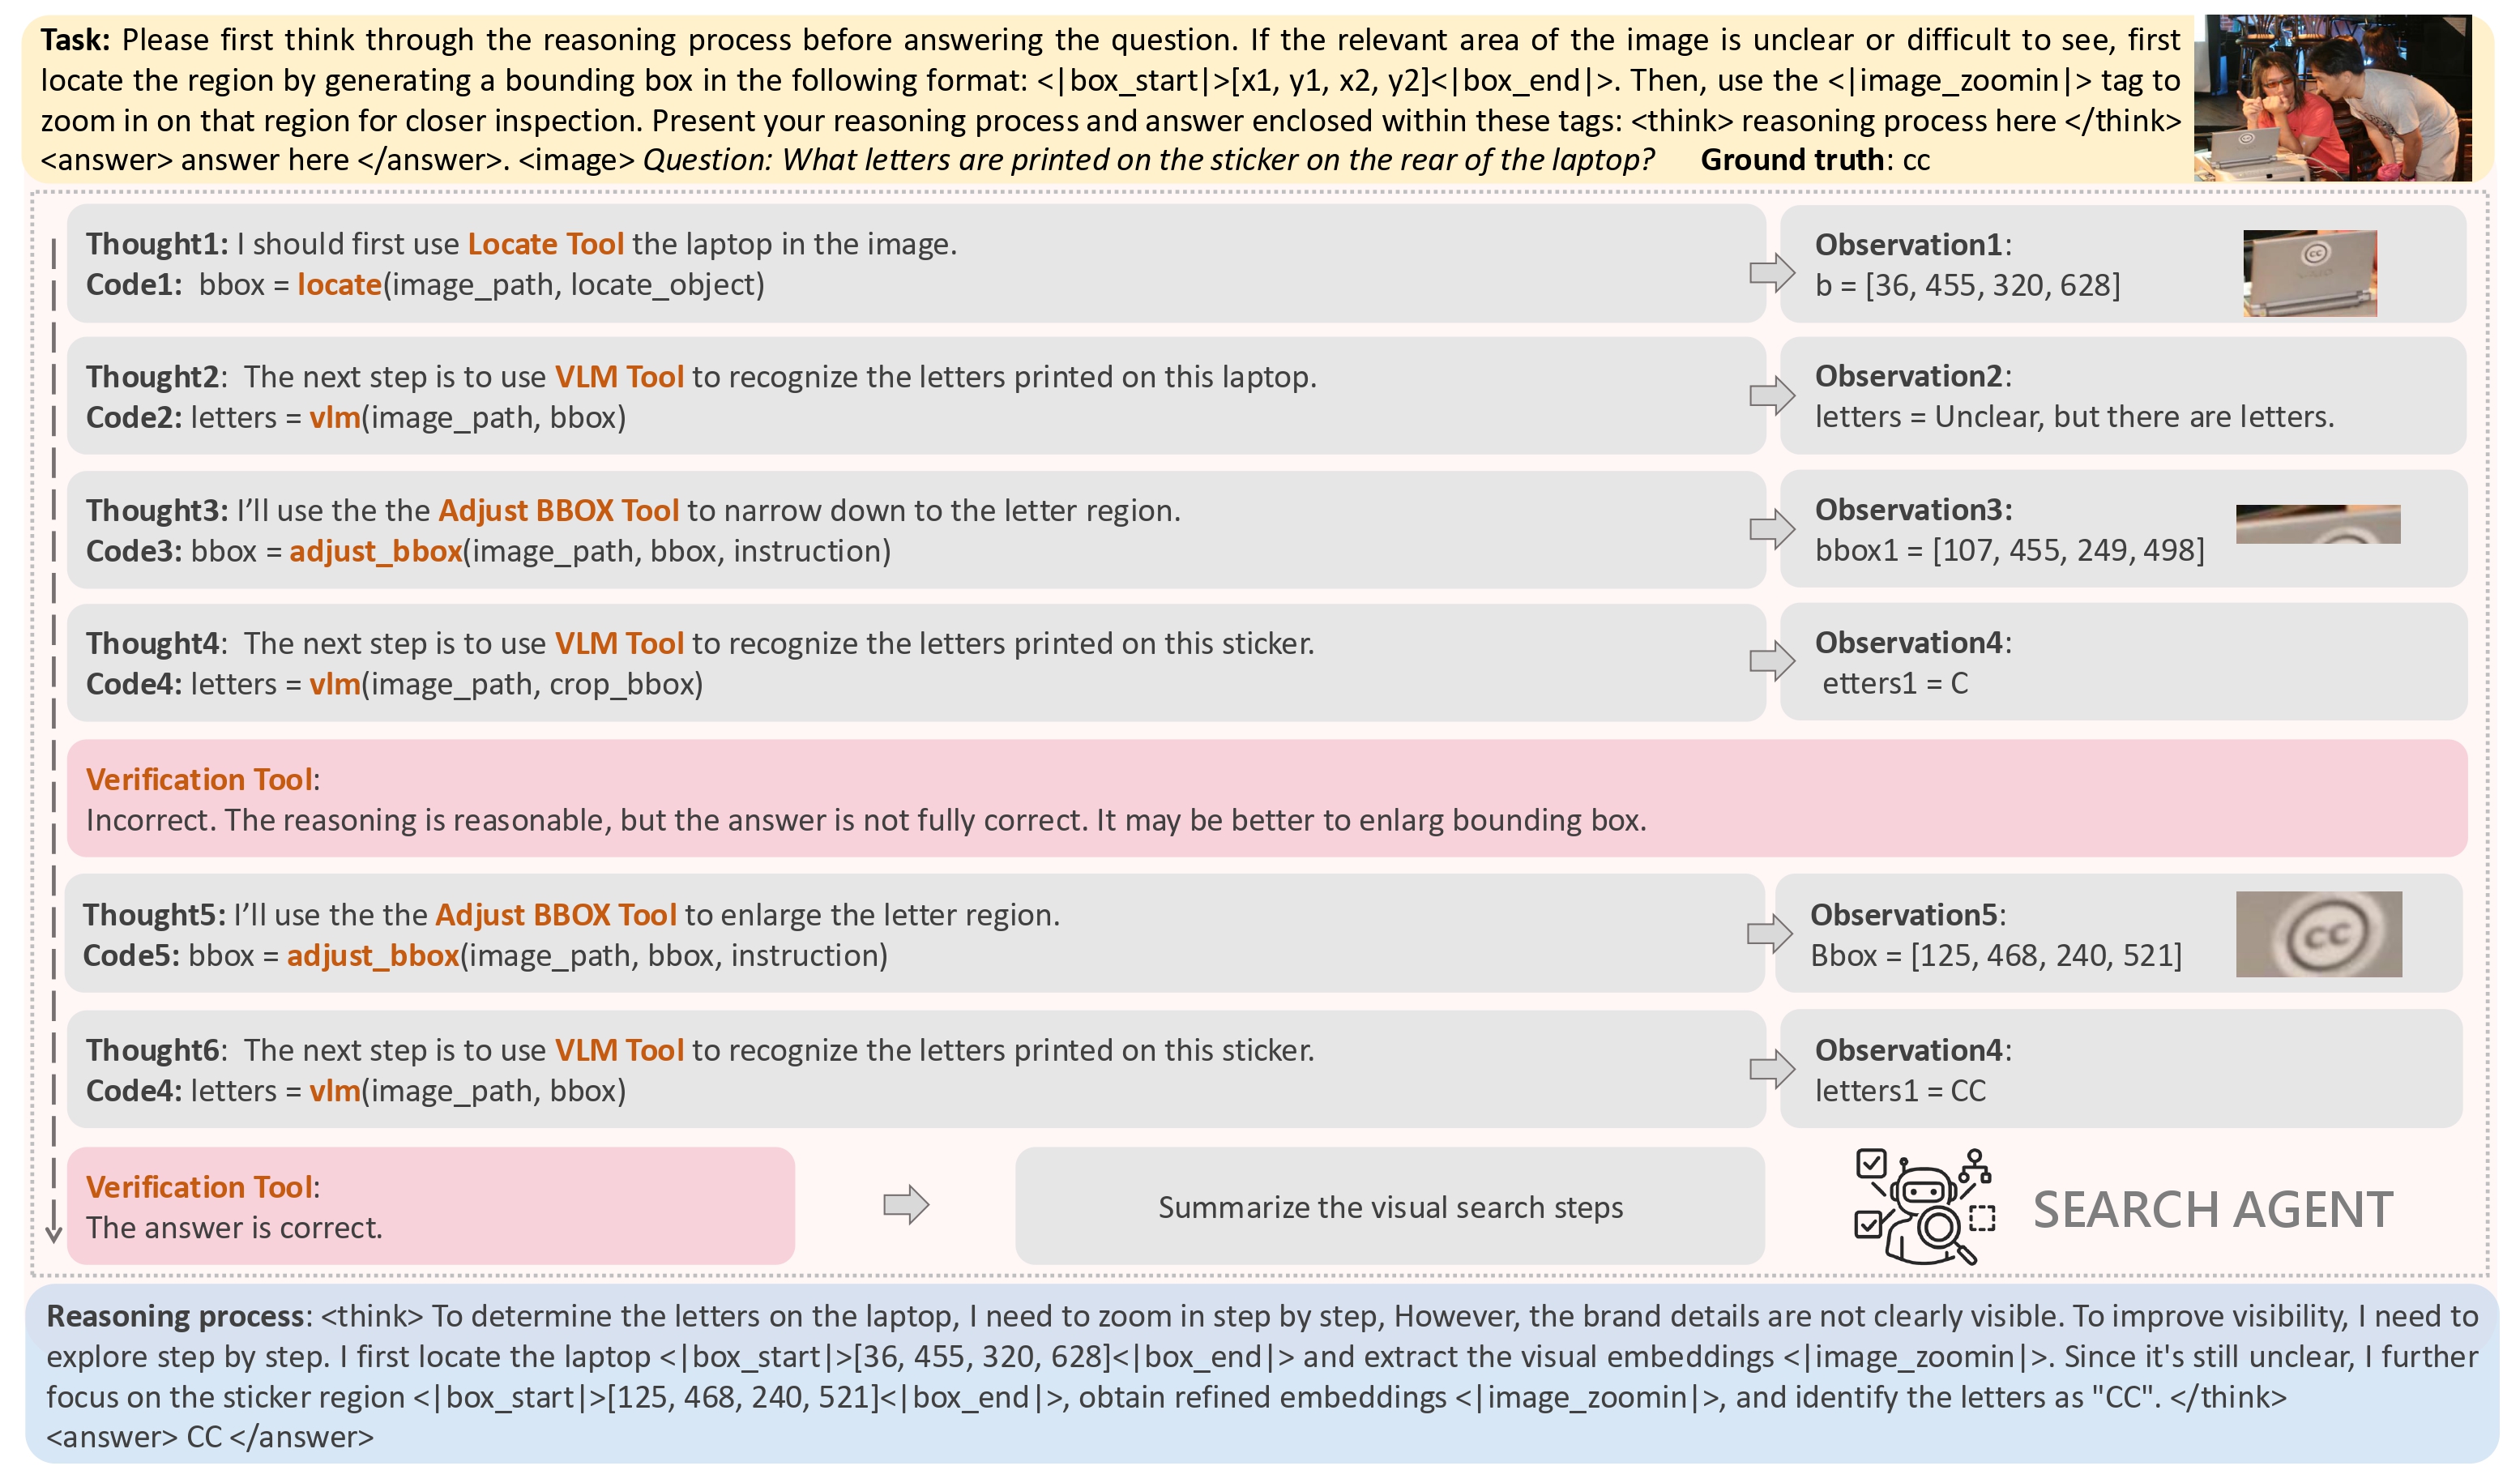 Task: Please first think through the reasoning process before answering the question. If the relevant area of the image is unclear or difficult to see, first
locate the region by generating a bounding box in the following format: <|box_start|>[x1, y1, x2, y2]<|box_end|>. Then, use the <|image_zoomin|> tag to
zoom in on that region for closer inspection. Present your reasoning process and answer enclosed within these tags: <think> reasoning process here </think>
<answer> answer here </answer>. <image> Question: What letters are printed on the sticker on the rear of the laptop? Ground truth: cc
Thought1: I should first use Locate Tool the laptop in the image.
Code1: bbox = locate(image_path, locate_object)
Observation1:
b = [36, 455, 320, 628]
cc
VAIO
Thought2: The next step is to use VLM Tool to recognize the letters printed on this laptop.
Code2: letters = vlm(image_path, bbox)
Observation2:
letters = Unclear, but there are letters.
Thought3: I'll use the the Adjust BBOX Tool to narrow down to the letter region.
Code3: bbox = adjust_bbox(image_path, bbox, instruction)
Observation3:
bbox1 = [107, 455, 249, 498]
Thought4: The next step is to use VLM Tool to recognize the letters printed on this sticker.
Code4: letters = vlm(image_path, crop_bbox)
Observation4:
etters1 = C
Verification Tool:
Incorrect. The reasoning is reasonable, but the answer is not fully correct. It may be better to enlarg bounding box.
Thought5: I'll use the the Adjust BBOX Tool to enlarge the letter region.
Code5: bbox = adjust_bbox(image_path, bbox, instruction)
Observation5:
Bbox = [125, 468, 240, 521]
cc
Thought6: The next step is to use VLM Tool to recognize the letters printed on this sticker.
Code4: letters = vlm(image_path, bbox)
Observation4:
letters1 = CC
Verification Tool:
The answer is correct.
Summarize the visual search steps
SEARCH AGENT
Reasoning process: <think> To determine the letters on the laptop, I need to zoom in step by step, However, the brand details are not clearly visible. To improve visibility, I need to
explore step by step. I first locate the laptop <|box_start|>[36, 455, 320, 628]<|box_end|> and extract the visual embeddings <|image_zoomin|>. Since it's still unclear, I further
focus on the sticker region <|box_start|>[125, 468, 240, 521]<|box_end|>, obtain refined embeddings <|image_zoomin|>, and identify the letters as "CC". </think>
<answer> CC </answer>